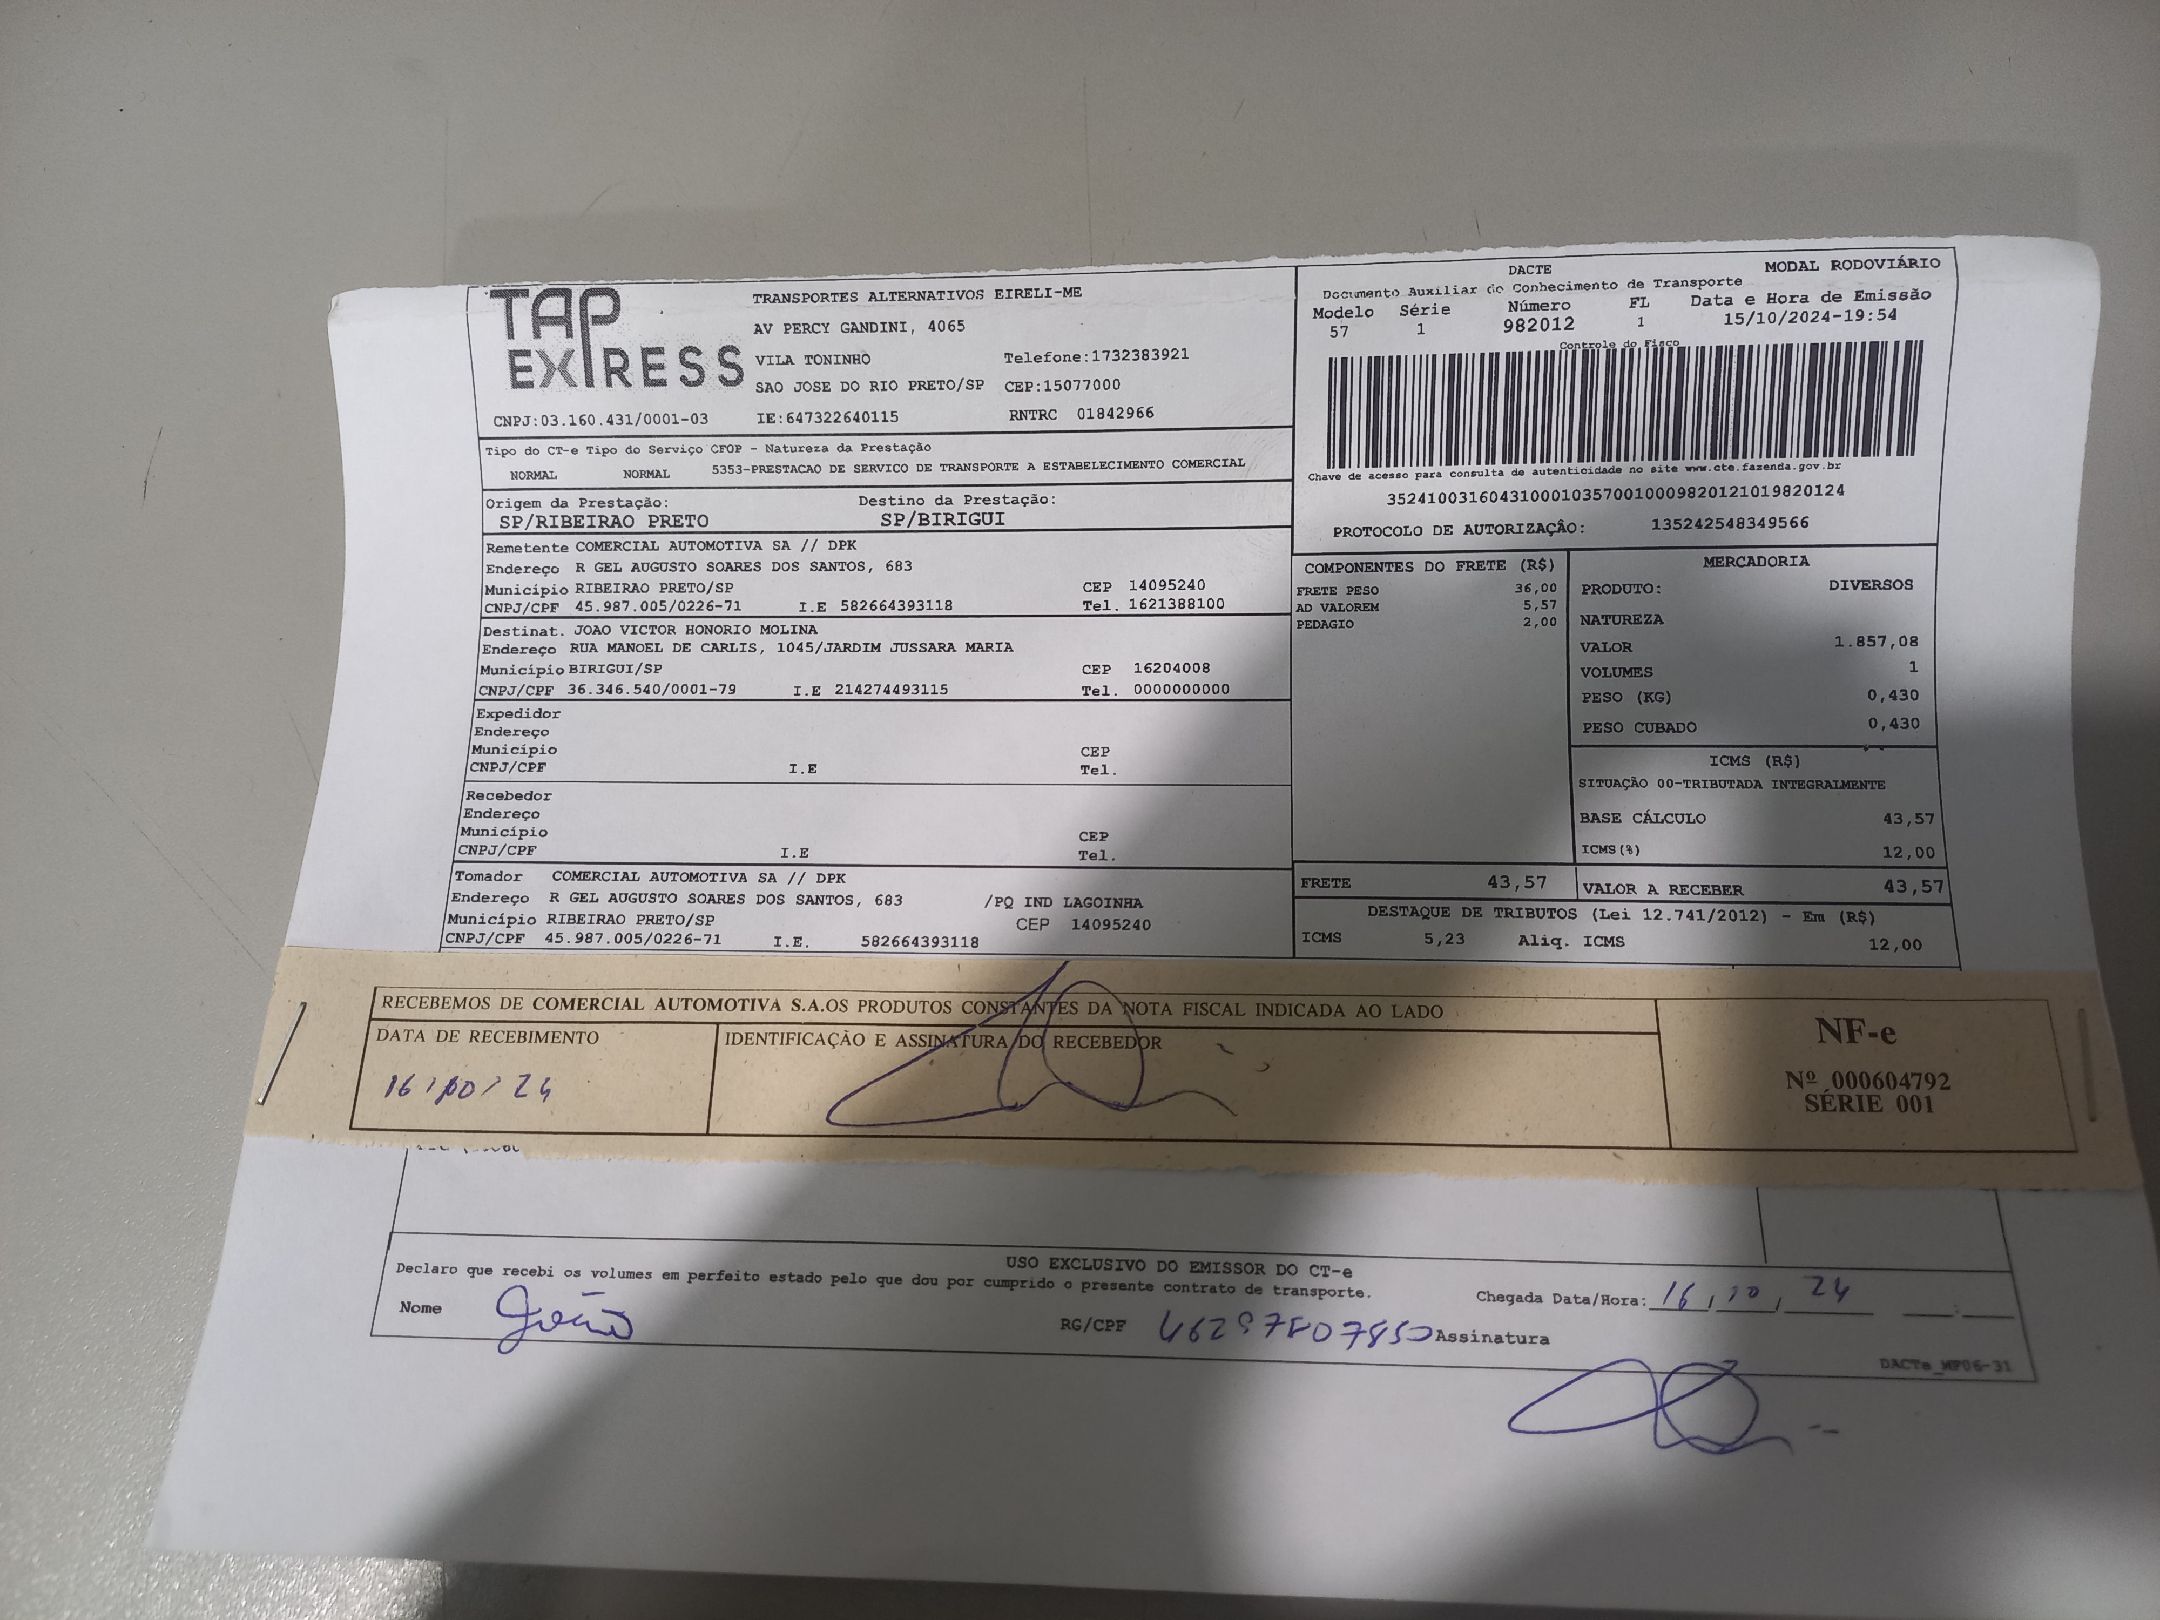 TAP EXPRESS
TRANSPORTES ALTERNATIVOS EIRELI-ME
AV PERCY GANDINI, 4065
VILA TONINHO Telefone:1732383921
SAO JOSE DO RIO PRETO/SP CEP:15077000
CNPJ:03.160.431/0001-03 IE:647322640115 RNTRC 01842966
DACTE MODAL RODOVIÁRIO
Documento Auxiliar do Conhecimento de Transporte
Modelo Série Número FL Data e Hora de Emissão
57 1 982012 1 15/10/2024-19:54
Controle do Fisco
Chave de acesso para consulta de autenticidade no site www.cte.fazenda.gov.br
35241003160431000103570010009820121019820124
PROTOCOLO DE AUTORIZAÇÃO: 135242548349566
Tipo do CT-e Tipo do Serviço CFOP - Natureza da Prestação
NORMAL NORMAL 5353-PRESTACAO DE SERVICO DE TRANSPORTE A ESTABELECIMENTO COMERCIAL
Origem da Prestação: Destino da Prestação:
SP/RIBEIRAO PRETO SP/BIRIGUI
Remetente COMERCIAL AUTOMOTIVA SA // DPK
Endereço R GEL AUGUSTO SOARES DOS SANTOS, 683
Município RIBEIRAO PRETO/SP CEP 14095240
CNPJ/CPF 45.987.005/0226-71 I.E 582664393118 Tel. 1621388100
Destinat. JOAO VICTOR HONORIO MOLINA
Endereço RUA MANOEL DE CARLIS, 1045/JARDIM JUSSARA MARIA
Município BIRIGUI/SP CEP 16204008
CNPJ/CPF 36.346.540/0001-79 I.E 214274493115 Tel. 0000000000
Expedidor
Endereço
Município CEP
CNPJ/CPF I.E Tel.
Recebedor
Endereço
Município CEP
CNPJ/CPF I.E Tel.
Tomador COMERCIAL AUTOMOTIVA SA // DPK
Endereço R GEL AUGUSTO SOARES DOS SANTOS, 683 /PQ IND LAGOINHA
Município RIBEIRAO PRETO/SP CEP 14095240
CNPJ/CPF 45.987.005/0226-71 I.E. 582664393118
COMPONENTES DO FRETE (R$)
FRETE PESO 36,00
AD VALOREM 5,57
PEDAGIO 2,00
MERCADORIA
PRODUTO: DIVERSOS
NATUREZA
VALOR 1.857,08
VOLUMES 1
PESO (KG) 0,430
PESO CUBADO 0,430
ICMS (R$)
SITUAÇÃO 00-TRIBUTADA INTEGRALMENTE
BASE CÁLCULO 43,57
ICMS(%) 12,00
FRETE 43,57 VALOR A RECEBER 43,57
DESTAQUE DE TRIBUTOS (Lei 12.741/2012) - Em (R$)
ICMS 5,23 Aliq. ICMS 12,00
RECEBEMOS DE COMERCIAL AUTOMOTIVA S.A.OS PRODUTOS CONSTANTES DA NOTA FISCAL INDICADA AO LADO
DATA DE RECEBIMENTO IDENTIFICAÇÃO E ASSINATURA DO RECEBEDOR
16/10/24
NF-e
Nº 000604792
SÉRIE 001
USO EXCLUSIVO DO EMISSOR DO CT-e
Declaro que recebi os volumes em perfeito estado pelo que dou por cumprido o presente contrato de transporte.
Chegada Data/Hora: 16/10/24
Nome João RG/CPF Assinatura
DACTe_MP06-31